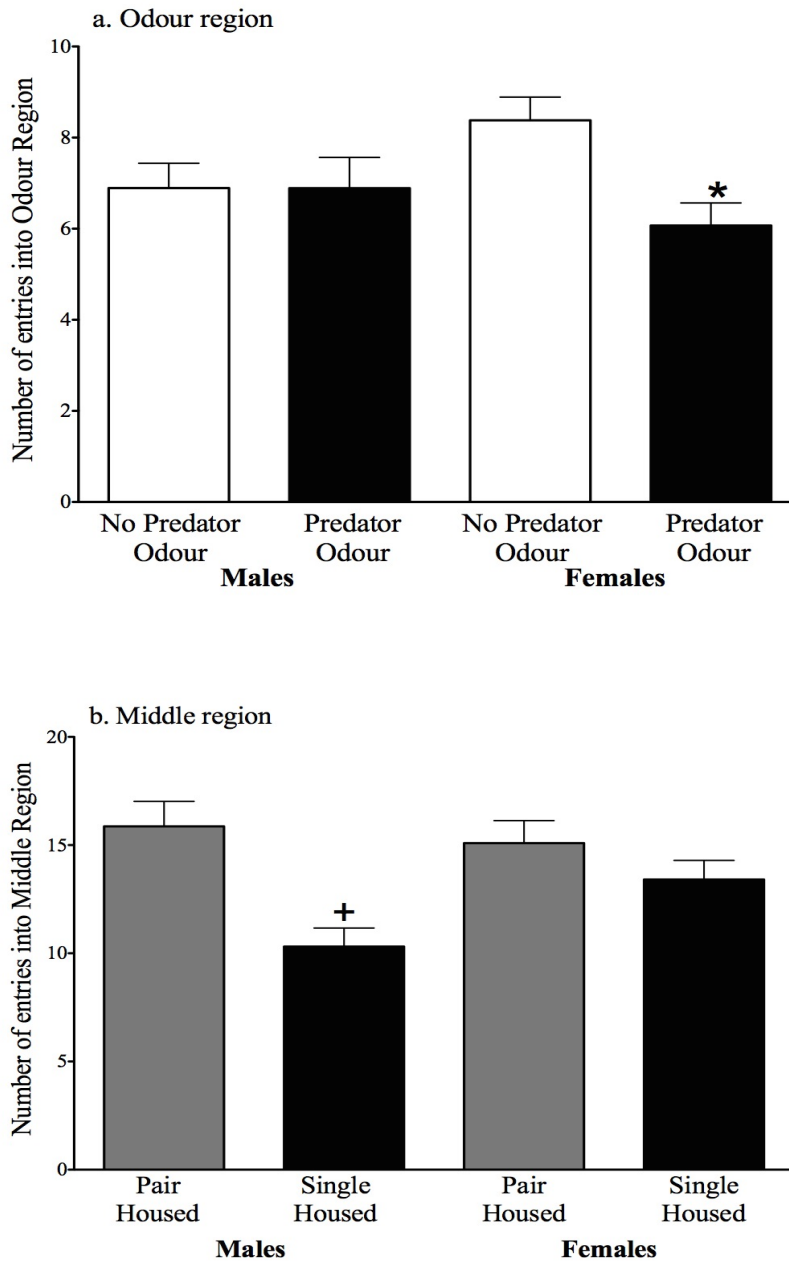 a. Odour region
Number of entries into Odour Region
10
8
6
4
2
0
*
No Predator Odour
Predator Odour
No Predator Odour
Predator Odour
Males
Females
b. Middle region
Number of entries into Middle Region
20
15
10
5
0
+
Pair Housed
Single Housed
Pair Housed
Single Housed
Males
Females